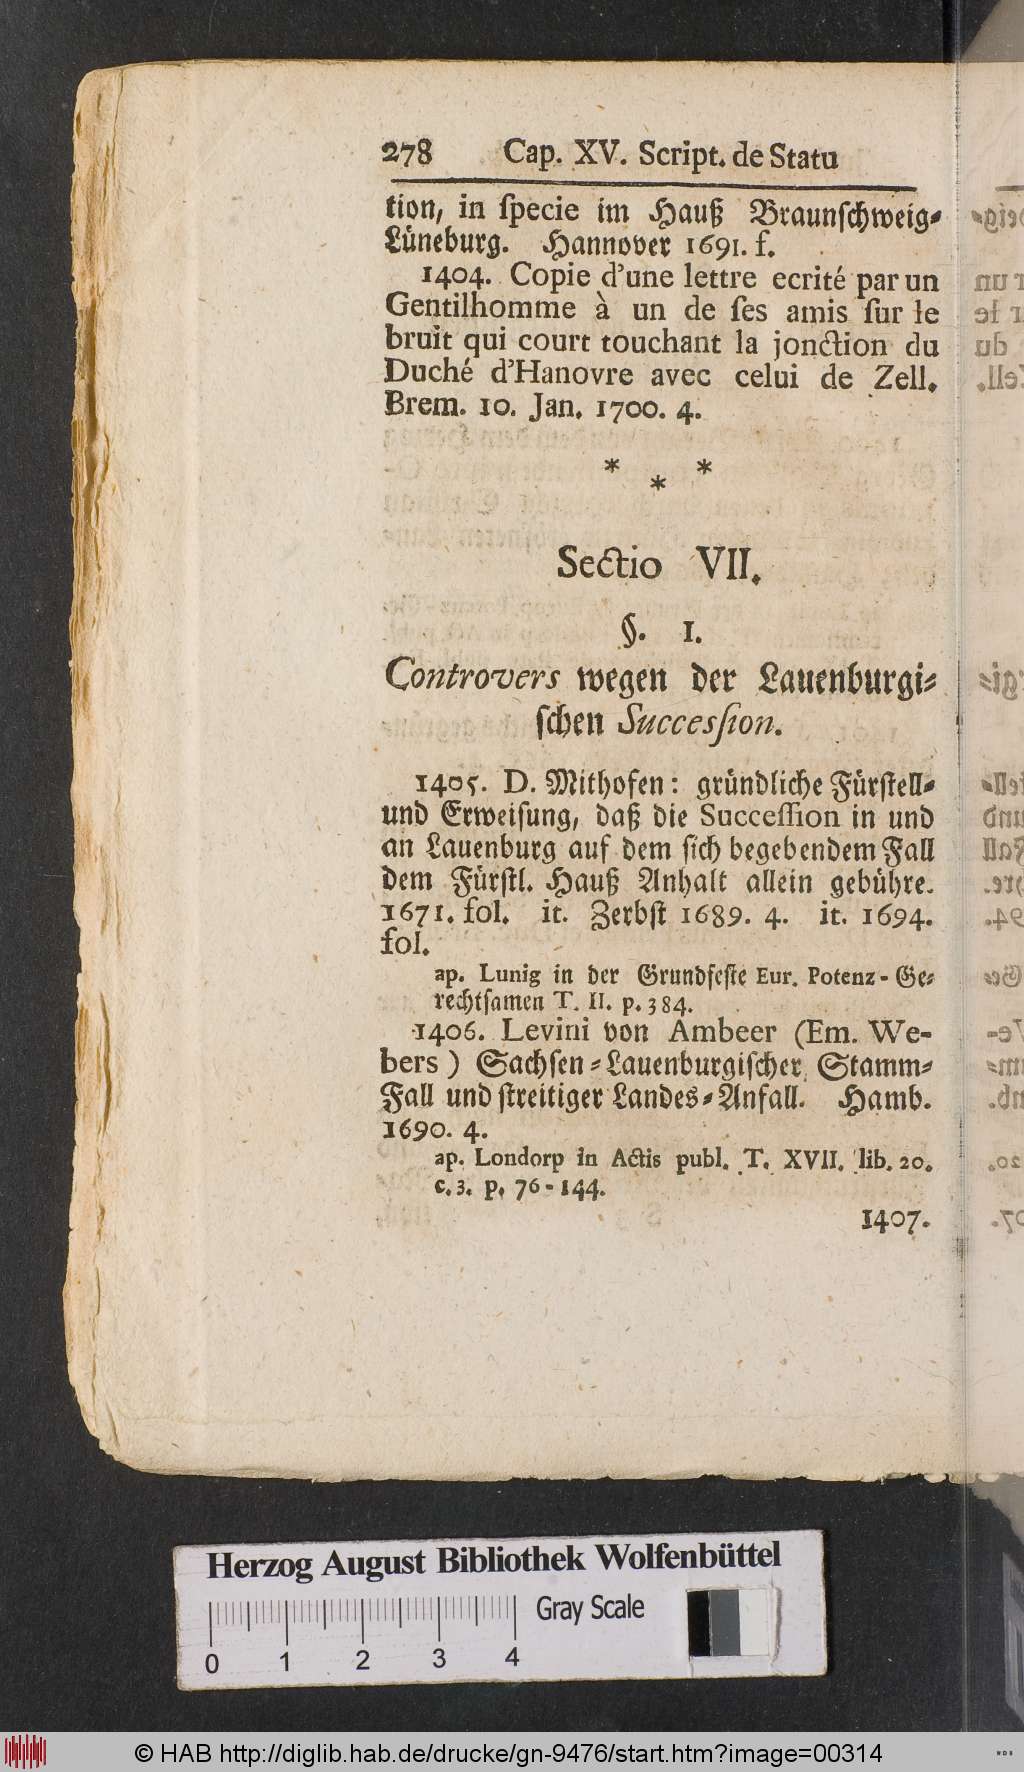 278 Cap. XV. Script. de Statu
tion, in ſpecie im Hauß Braunſchweig⸗
Lüneburg. Hannover 1691. f.
1404. Copie d'une lettre ecrité par un
Gentilhomme à un de ſes amis ſur le
bruit qui court touchant la jonction du
Duché d'Hanovre avec celui de Zell.
Brem. 10. Jan. 1700. 4.
* * *
Sectio VII.
§. 1.
Controvers wegen der Lauenburgi⸗
ſchen Succeſſion.
1405. D. Mithofen: gründliche Fürſtell⸗
und Erweiſung, daß die Succeſſion in und
an Lauenburg auf dem ſich begebendem Fall
dem Fürſtl. Hauß Anhalt allein gebühre.
1671. fol. it. Zerbſt 1689. 4. it. 1694.
fol.
ap. Lunig in der Grundfeſte Eur. Potenz-Ge⸗
rechtſamen T. II. p. 384.
1406. Levini von Ambeer (Em. We-
bers) Sachſen⸗Lauenburgiſcher Stamm⸗
Fall und ſtreitiger Landes⸗Anfall. Hamb.
1690. 4.
ap. Londorp in Actis publ. T. XVII. lib. 20.
c. 3. p. 76-144.
1407.
Herzog August Bibliothek Wolfenbüttel
Gray Scale
0 1 2 3 4
© HAB http://diglib.hab.de/drucke/gn-9476/start.htm?image=00314